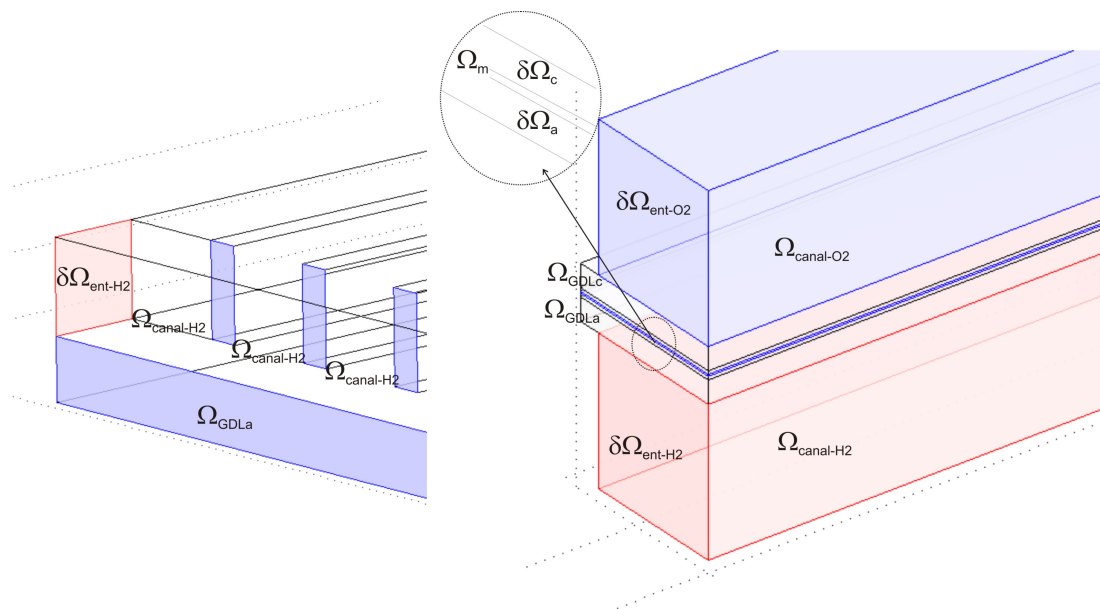 δΩent-H2
Ωcanal-H2
Ωcanal-H2
Ωcanal-H2
ΩGDLa
Ωm
δΩc
δΩa
δΩent-O2
Ωcanal-O2
ΩGDLc
ΩGDLa
δΩent-H2
Ωcanal-H2